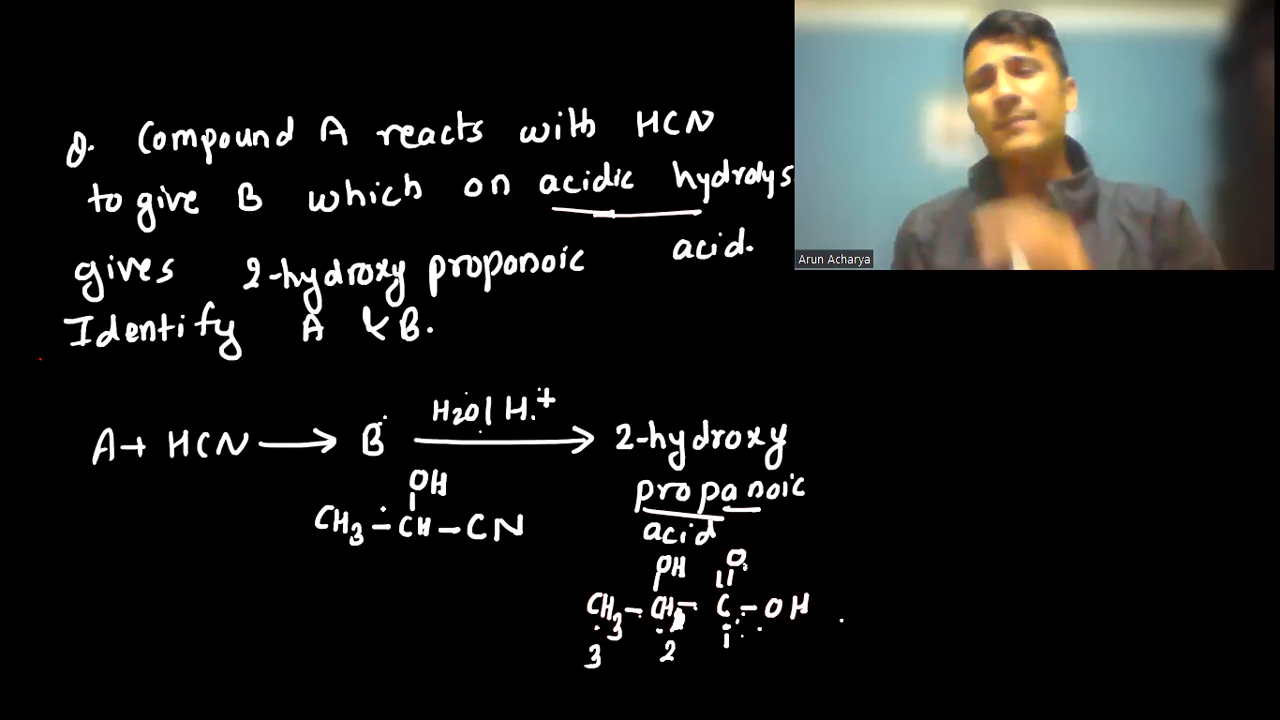 Q. Compound A reacts with HCN
to give B which on acidic hydrolys
gives 2-hydroxy propanoic acid.
Identify A & B.
A + HCN ⟶ B H2O/H+ ⟶ 2-hydroxy
propanoic
acid
OH
CH3 - CH - CN
OH O
CH3 - CH - C - OH
3 2 1
Arun Acharya